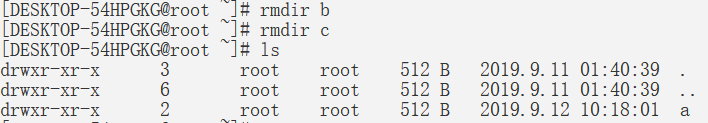 [DESKTOP-54HPGKG@root ~]# rmdir b
[DESKTOP-54HPGKG@root ~]# rmdir c
[DESKTOP-54HPGKG@root ~]# ls
drwxr-xr-x 3 root root 512 B 2019.9.11 01:40:39 .
drwxr-xr-x 6 root root 512 B 2019.9.11 01:40:39 ..
drwxr-xr-x 2 root root 512 B 2019.9.12 10:18:01 a